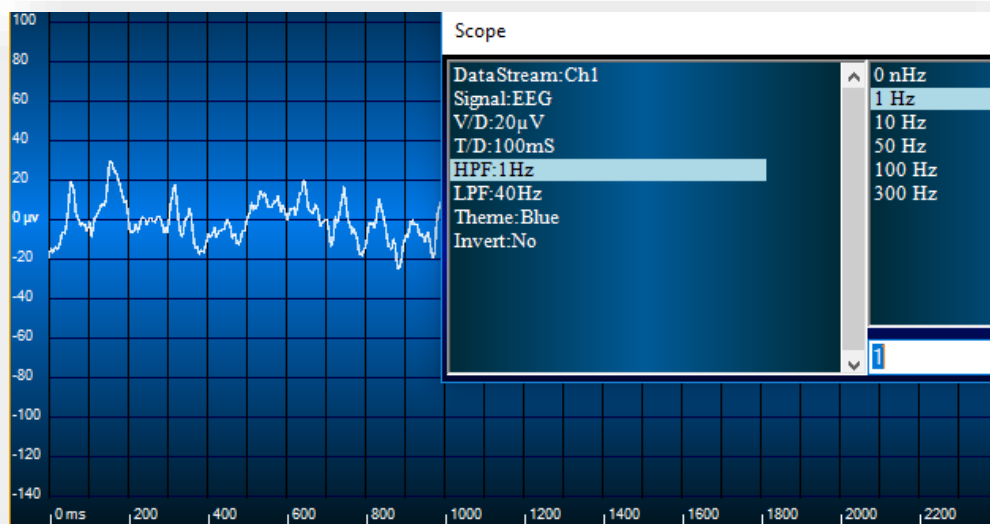 100
80
60
40
20
0 µv
-20
-40
-60
-80
-100
-120
-140
0 ms 200 400 600 800 1000 1200 1400 1600 1800 2000 2200
Scope
DataStream:Ch1
Signal:EEG
V/D:20µV
T/D:100mS
HPF:1Hz
LPF:40Hz
Theme:Blue
Invert:No
0 nHz
1 Hz
10 Hz
50 Hz
100 Hz
300 Hz
1